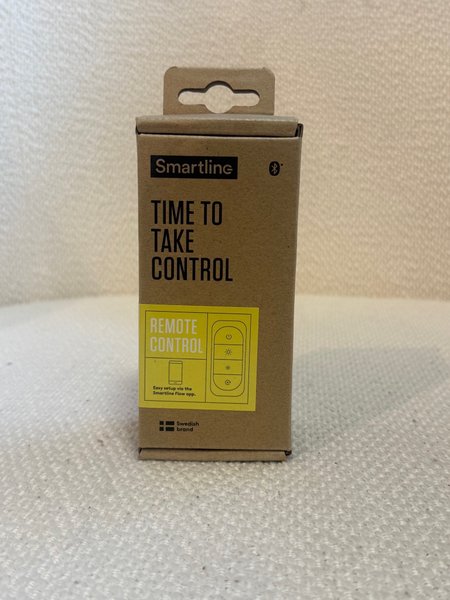 Smartline
TIME TO
TAKE
CONTROL
REMOTE
CONTROL
Easy setup via the
Smartline Flow app.
Swedish
brand